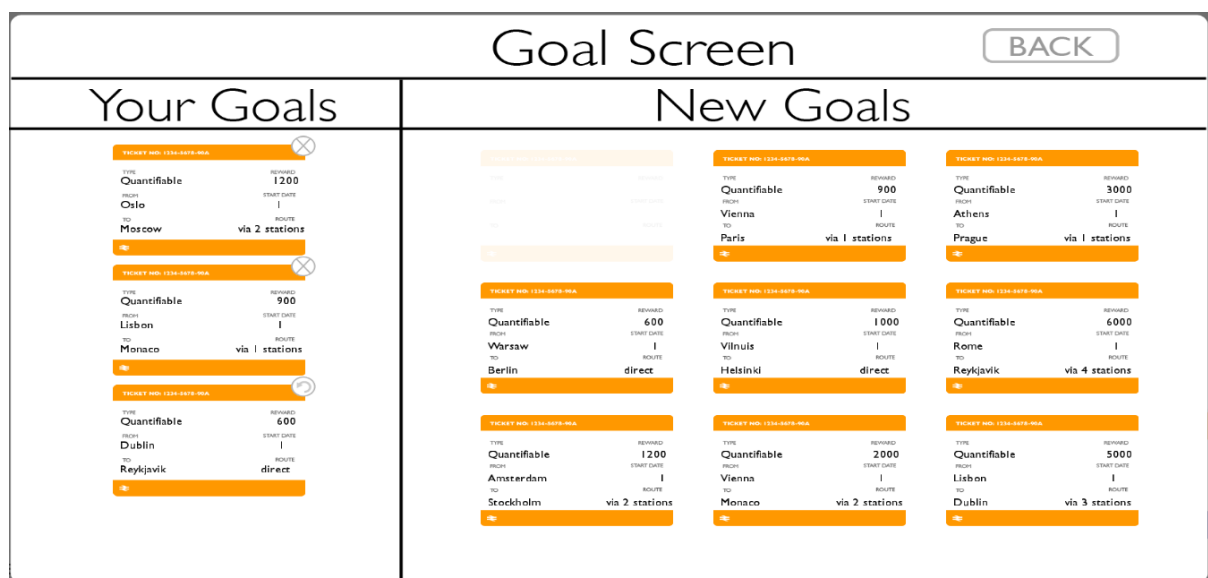 Goal Screen
BACK
Your Goals
New Goals
TICKET NO: 1234-5678-90A
TYPE REWARD
Quantifiable 1200
FROM START DATE
Oslo 1
TO ROUTE
Moscow via 2 stations
TICKET NO: 1234-5678-90A
TYPE REWARD
Quantifiable 900
FROM START DATE
Lisbon 1
TO ROUTE
Monaco via 1 stations
TICKET NO: 1234-5678-90A
TYPE REWARD
Quantifiable 600
FROM START DATE
Dublin 1
TO ROUTE
Reykjavik direct
TICKET NO: 1234-5678-90A
TYPE REWARD
Quantifiable 900
FROM START DATE
Vienna 1
TO ROUTE
Paris via 1 stations
TICKET NO: 1234-5678-90A
TYPE REWARD
Quantifiable 3000
FROM START DATE
Athens 1
TO ROUTE
Prague via 1 stations
TICKET NO: 1234-5678-90A
TYPE REWARD
Quantifiable 600
FROM START DATE
Warsaw 1
TO ROUTE
Berlin direct
TICKET NO: 1234-5678-90A
TYPE REWARD
Quantifiable 1000
FROM START DATE
Vilnuis 1
TO ROUTE
Helsinki direct
TICKET NO: 1234-5678-90A
TYPE REWARD
Quantifiable 6000
FROM START DATE
Rome 1
TO ROUTE
Reykjavik via 4 stations
TICKET NO: 1234-5678-90A
TYPE REWARD
Quantifiable 1200
FROM START DATE
Amsterdam 1
TO ROUTE
Stockholm via 2 stations
TICKET NO: 1234-5678-90A
TYPE REWARD
Quantifiable 2000
FROM START DATE
Vienna 1
TO ROUTE
Monaco via 2 stations
TICKET NO: 1234-5678-90A
TYPE REWARD
Quantifiable 5000
FROM START DATE
Lisbon 1
TO ROUTE
Dublin via 3 stations